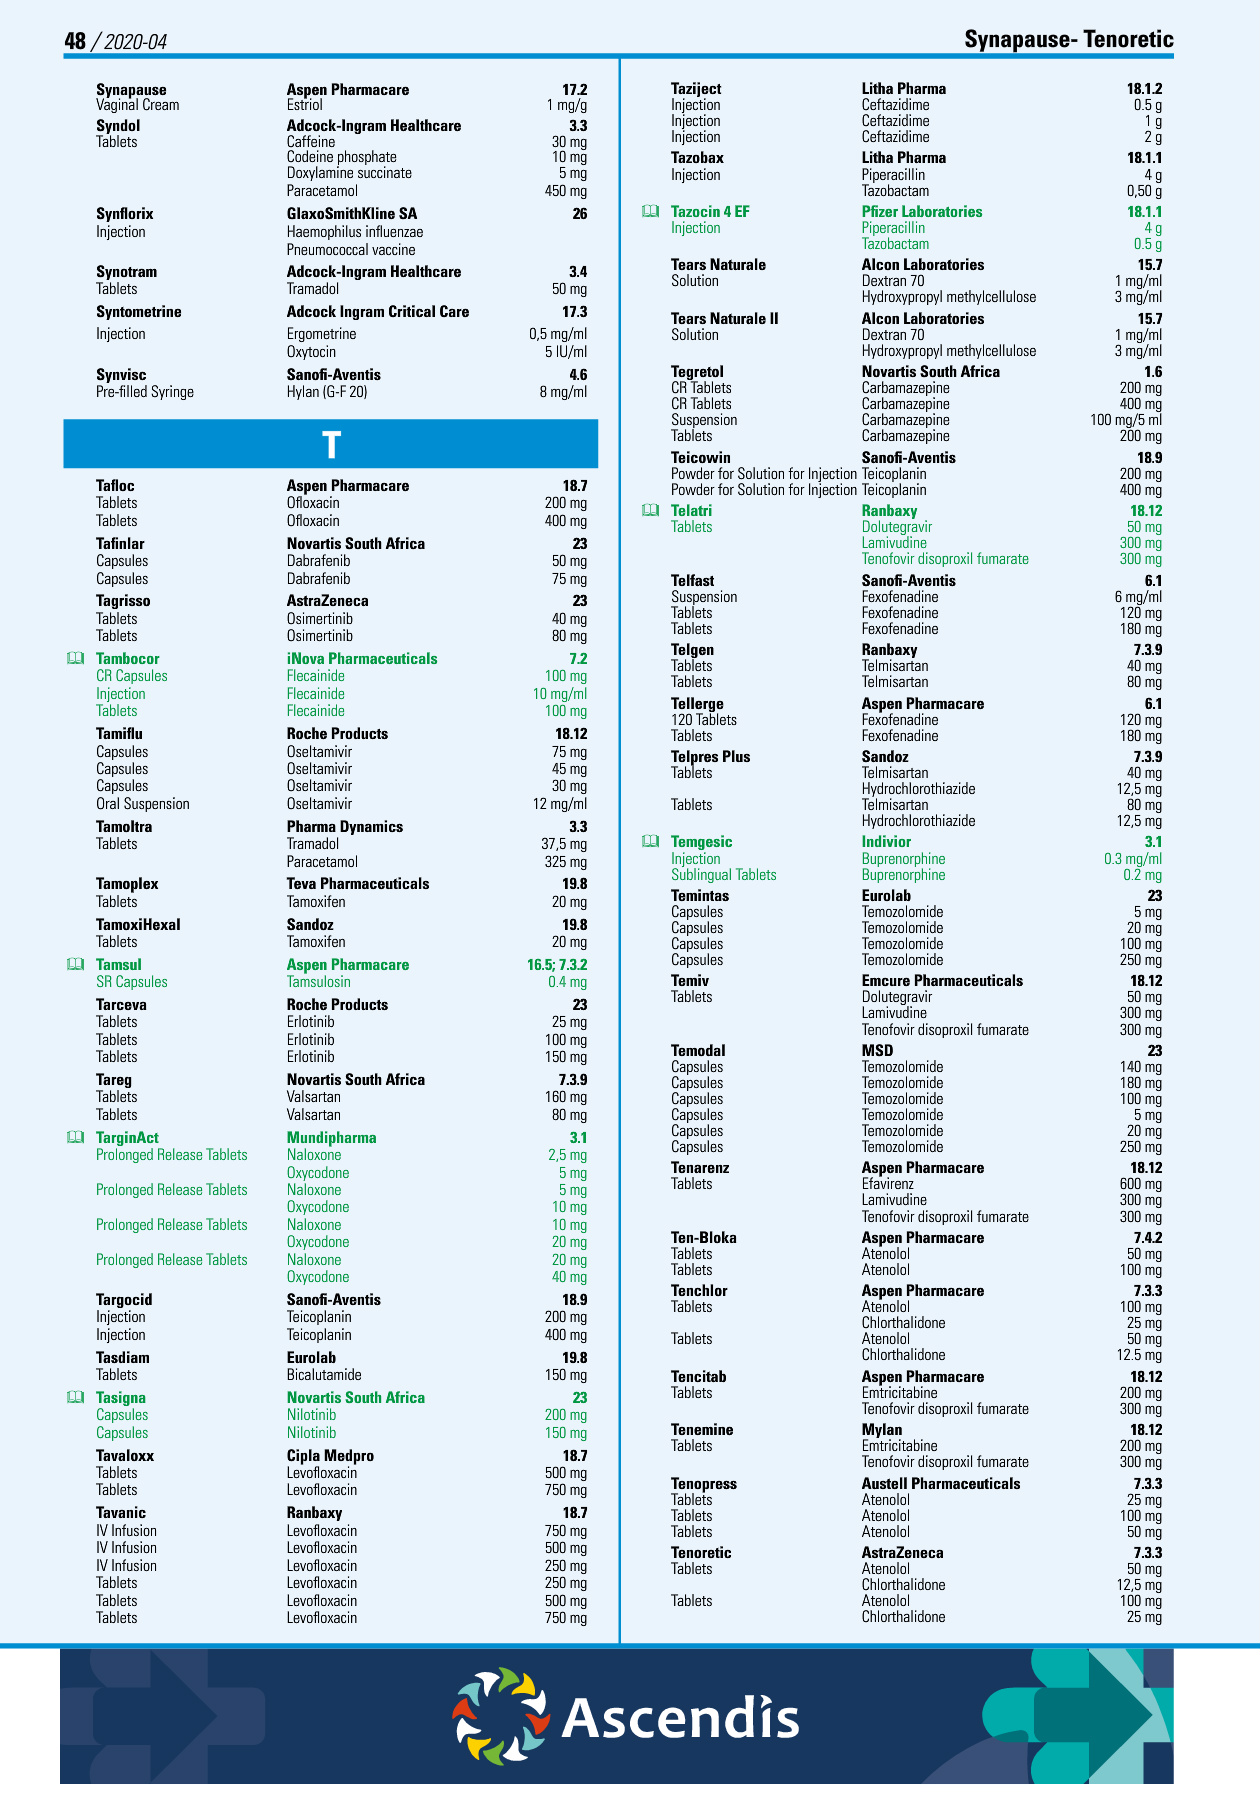 48 / 2020-04
Synapause- Tenoretic
Synapause Aspen Pharmacare 17.2
Vaginal Cream Estriol 1 mg/g
Syndol Adcock-Ingram Healthcare 3.3
Tablets Caffeine 30 mg
Codeine phosphate 10 mg
Doxylamine succinate 5 mg
Paracetamol 450 mg
Synflorix GlaxoSmithKline SA 26
Injection Haemophilus influenzae
Pneumococcal vaccine
Synotram Adcock-Ingram Healthcare 3.4
Tablets Tramadol 50 mg
Syntometrine Adcock Ingram Critical Care 17.3
Injection Ergometrine 0,5 mg/ml
Oxytocin 5 IU/ml
Synvisc Sanofi-Aventis 4.6
Pre-filled Syringe Hylan (G-F 20) 8 mg/ml
T
Tafloc Aspen Pharmacare 18.7
Tablets Ofloxacin 200 mg
Tablets Ofloxacin 400 mg
Tafinlar Novartis South Africa 23
Capsules Dabrafenib 50 mg
Capsules Dabrafenib 75 mg
Tagrisso AstraZeneca 23
Tablets Osimertinib 40 mg
Tablets Osimertinib 80 mg
Tambocor iNova Pharmaceuticals 7.2
CR Capsules Flecainide 100 mg
Injection Flecainide 10 mg/ml
Tablets Flecainide 100 mg
Tamiflu Roche Products 18.12
Capsules Oseltamivir 75 mg
Capsules Oseltamivir 45 mg
Capsules Oseltamivir 30 mg
Oral Suspension Oseltamivir 12 mg/ml
Tamoltra Pharma Dynamics 3.3
Tablets Tramadol 37,5 mg
Paracetamol 325 mg
Tamoplex Teva Pharmaceuticals 19.8
Tablets Tamoxifen 20 mg
TamoxiHexal Sandoz 19.8
Tablets Tamoxifen 20 mg
Tamsul Aspen Pharmacare 16.5; 7.3.2
SR Capsules Tamsulosin 0.4 mg
Tarceva Roche Products 23
Tablets Erlotinib 25 mg
Tablets Erlotinib 100 mg
Tablets Erlotinib 150 mg
Tareg Novartis South Africa 7.3.9
Tablets Valsartan 160 mg
Tablets Valsartan 80 mg
TarginAct Mundipharma 3.1
Prolonged Release Tablets Naloxone 2,5 mg
Oxycodone 5 mg
Prolonged Release Tablets Naloxone 5 mg
Oxycodone 10 mg
Prolonged Release Tablets Naloxone 10 mg
Oxycodone 20 mg
Prolonged Release Tablets Naloxone 20 mg
Oxycodone 40 mg
Targocid Sanofi-Aventis 18.9
Injection Teicoplanin 200 mg
Injection Teicoplanin 400 mg
Tasdiam Eurolab 19.8
Tablets Bicalutamide 150 mg
Tasigna Novartis South Africa 23
Capsules Nilotinib 200 mg
Capsules Nilotinib 150 mg
Tavaloxx Cipla Medpro 18.7
Tablets Levofloxacin 500 mg
Tablets Levofloxacin 750 mg
Tavanic Ranbaxy 18.7
IV Infusion Levofloxacin 750 mg
IV Infusion Levofloxacin 500 mg
IV Infusion Levofloxacin 250 mg
Tablets Levofloxacin 250 mg
Tablets Levofloxacin 500 mg
Tablets Levofloxacin 750 mg
Taziject Litha Pharma 18.1.2
Injection Ceftazidime 0.5 g
Injection Ceftazidime 1 g
Injection Ceftazidime 2 g
Tazobax Litha Pharma 18.1.1
Injection Piperacillin 4 g
Tazobactam 0,50 g
Tazocin 4 EF Pfizer Laboratories 18.1.1
Injection Piperacillin 4 g
Tazobactam 0.5 g
Tears Naturale Alcon Laboratories 15.7
Solution Dextran 70 1 mg/ml
Hydroxypropyl methylcellulose 3 mg/ml
Tears Naturale II Alcon Laboratories 15.7
Solution Dextran 70 1 mg/ml
Hydroxypropyl methylcellulose 3 mg/ml
Tegretol Novartis South Africa 1.6
CR Tablets Carbamazepine 200 mg
CR Tablets Carbamazepine 400 mg
Suspension Carbamazepine 100 mg/5 ml
Tablets Carbamazepine 200 mg
Teicowin Sanofi-Aventis 18.9
Powder for Solution for Injection Teicoplanin 200 mg
Powder for Solution for Injection Teicoplanin 400 mg
Telatri Ranbaxy 18.12
Tablets Dolutegravir 50 mg
Lamivudine 300 mg
Tenofovir disoproxil fumarate 300 mg
Telfast Sanofi-Aventis 6.1
Suspension Fexofenadine 6 mg/ml
Tablets Fexofenadine 120 mg
Tablets Fexofenadine 180 mg
Telgen Ranbaxy 7.3.9
Tablets Telmisartan 40 mg
Tablets Telmisartan 80 mg
Tellerge Aspen Pharmacare 6.1
120 Tablets Fexofenadine 120 mg
Tablets Fexofenadine 180 mg
Telpres Plus Sandoz 7.3.9
Tablets Telmisartan 40 mg
Hydrochlorothiazide 12,5 mg
Tablets Telmisartan 80 mg
Hydrochlorothiazide 12,5 mg
Temgesic Indivior 3.1
Injection Buprenorphine 0.3 mg/ml
Sublingual Tablets Buprenorphine 0.2 mg
Temintas Eurolab 23
Capsules Temozolomide 5 mg
Capsules Temozolomide 20 mg
Capsules Temozolomide 100 mg
Capsules Temozolomide 250 mg
Temiv Emcure Pharmaceuticals 18.12
Tablets Dolutegravir 50 mg
Lamivudine 300 mg
Tenofovir disoproxil fumarate 300 mg
Temodal MSD 23
Capsules Temozolomide 140 mg
Capsules Temozolomide 180 mg
Capsules Temozolomide 100 mg
Capsules Temozolomide 5 mg
Capsules Temozolomide 20 mg
Capsules Temozolomide 250 mg
Tenarenz Aspen Pharmacare 18.12
Tablets Efavirenz 600 mg
Lamivudine 300 mg
Tenofovir disoproxil fumarate 300 mg
Ten-Bloka Aspen Pharmacare 7.4.2
Tablets Atenolol 50 mg
Tablets Atenolol 100 mg
Tenchlor Aspen Pharmacare 7.3.3
Tablets Atenolol 100 mg
Chlorthalidone 25 mg
Tablets Atenolol 50 mg
Chlorthalidone 12.5 mg
Tencitab Aspen Pharmacare 18.12
Tablets Emtricitabine 200 mg
Tenofovir disoproxil fumarate 300 mg
Tenemine Mylan 18.12
Tablets Emtricitabine 200 mg
Tenofovir disoproxil fumarate 300 mg
Tenopress Austell Pharmaceuticals 7.3.3
Tablets Atenolol 25 mg
Tablets Atenolol 100 mg
Tablets Atenolol 50 mg
Tenoretic AstraZeneca 7.3.3
Tablets Atenolol 50 mg
Chlorthalidone 12,5 mg
Tablets Atenolol 100 mg
Chlorthalidone 25 mg
Ascendis